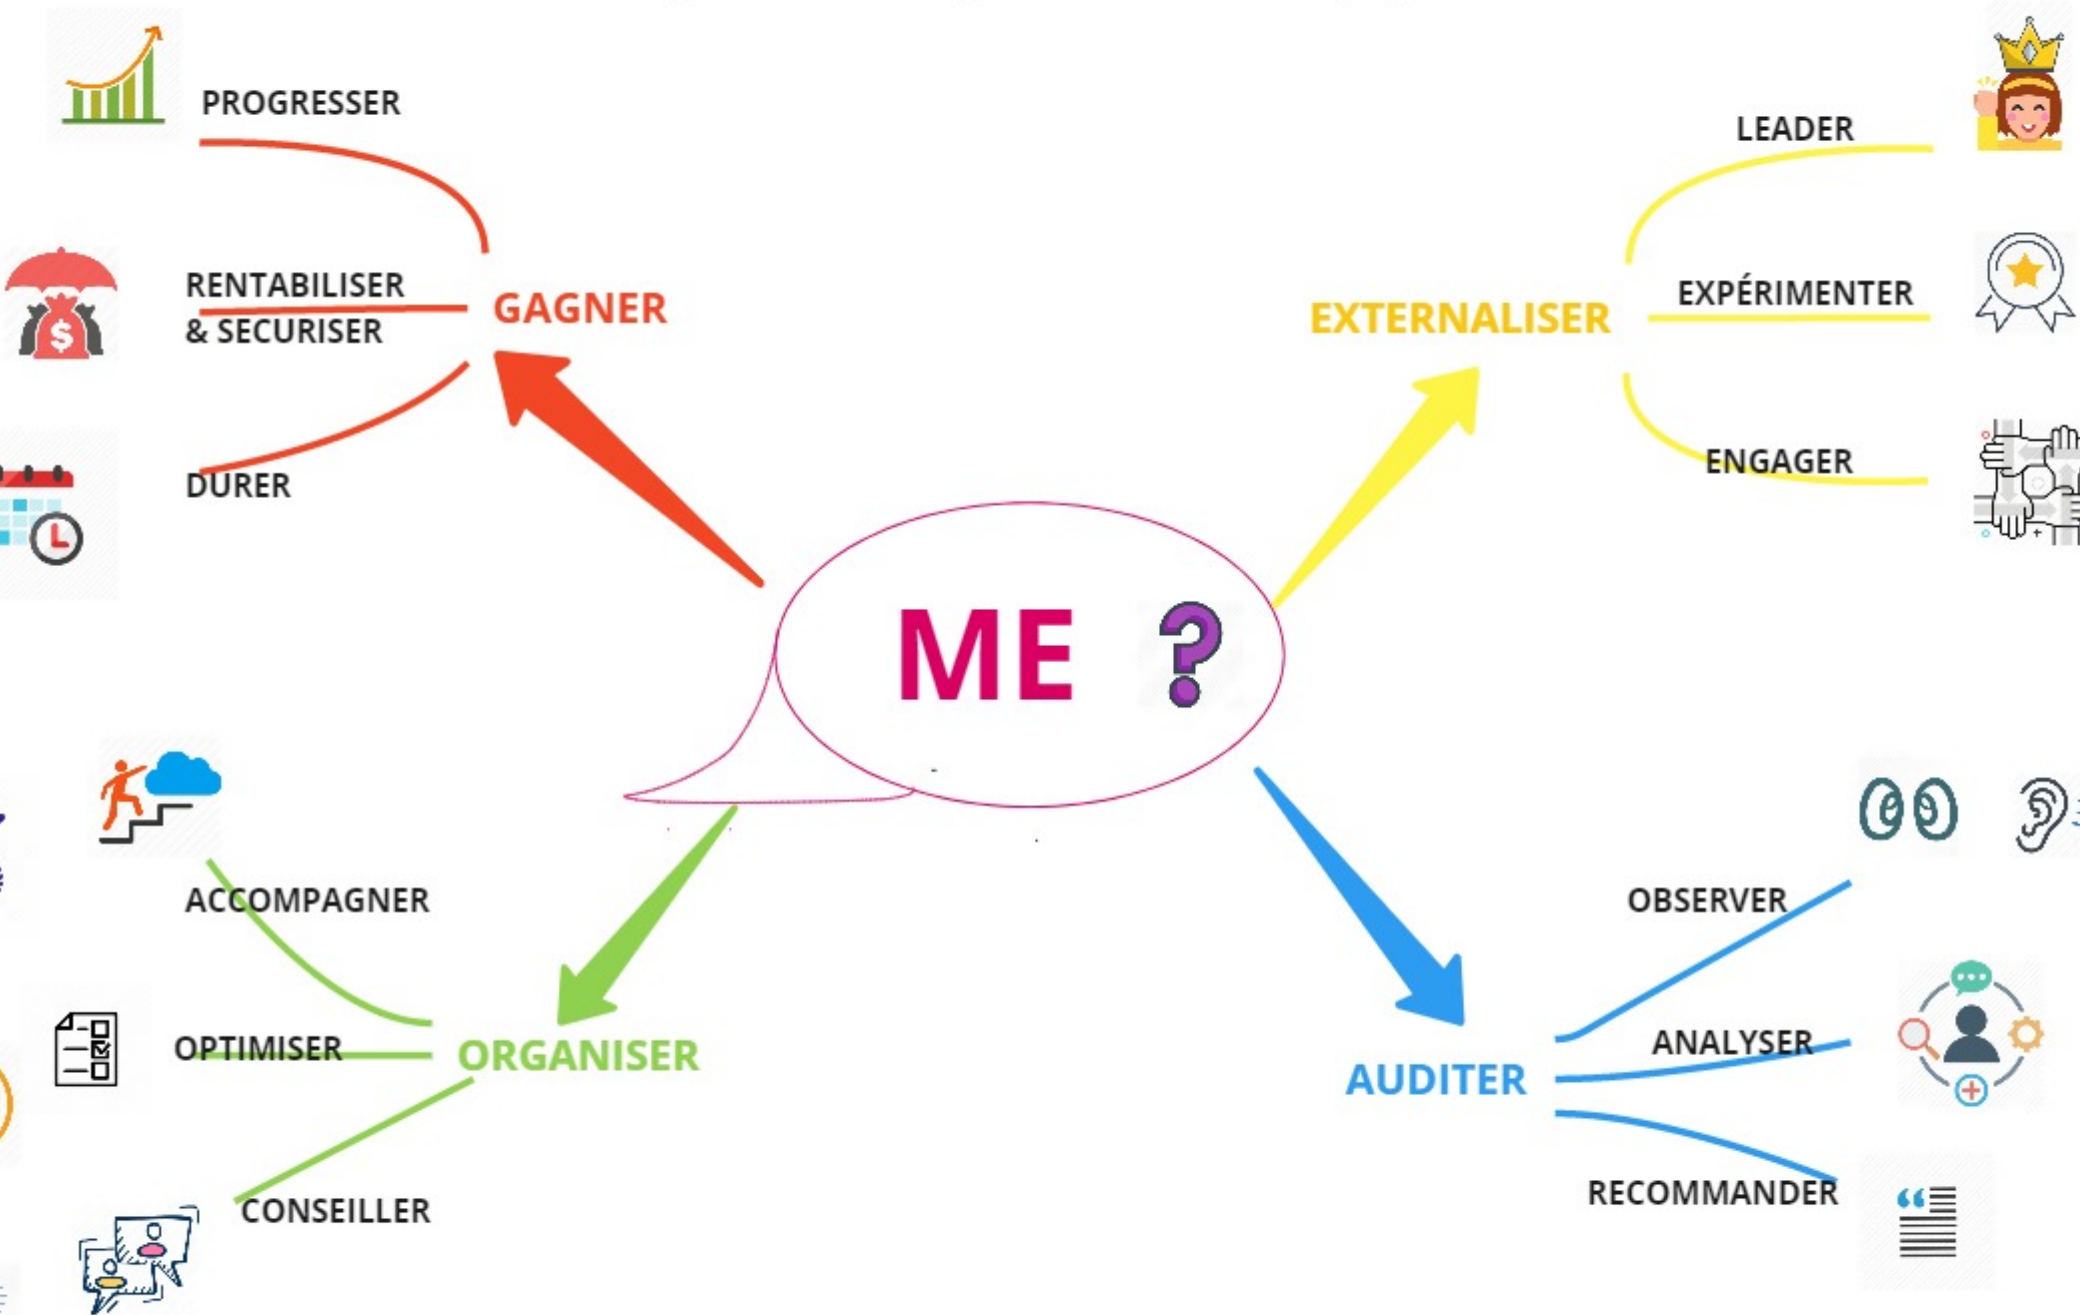 PROGRESSER
RENTABILISER
& SECURISER
DURER
GAGNER
LEADER
EXPÉRIMENTER
ENGAGER
EXTERNALISER
ME ?
ACCOMPAGNER
OPTIMISER
CONSEILLER
ORGANISER
OBSERVER
ANALYSER
RECOMMANDER
AUDITER